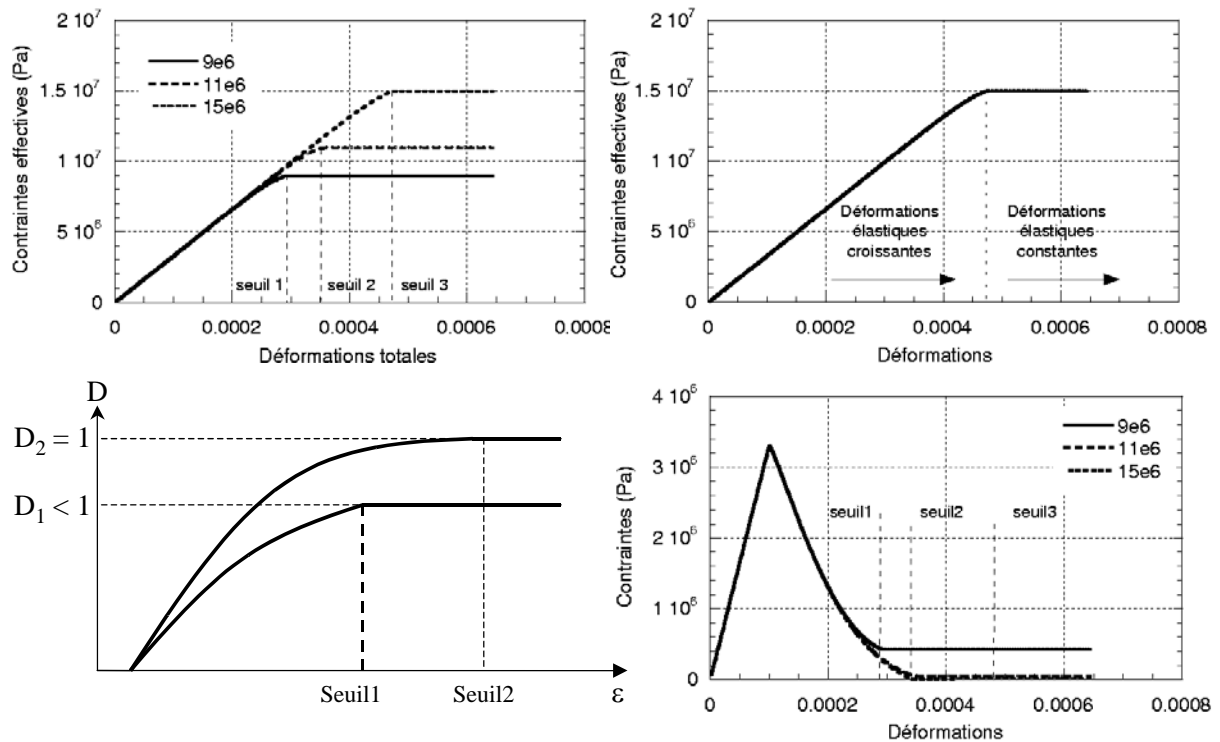 2 10⁷
1.5 10⁷
1 10⁷
5 10⁶
0
Contraintes effectives (Pa)
9e6
11e6
15e6
seuil 1
seuil 2
seuil 3
0
0.0002
0.0004
0.0006
0.0008
Déformations totales
2 10⁷
1.5 10⁷
1 10⁷
5 10⁶
0
Contraintes effectives (Pa)
Déformations
élastiques
croissantes
Déformations
élastiques
constantes
0
0.0002
0.0004
0.0006
0.0008
Déformations
D
D₂ = 1
D₁ < 1
Seuil1
Seuil2
ε
4 10⁶
3 10⁶
2 10⁶
1 10⁶
0
Contraintes (Pa)
9e6
11e6
15e6
seuil1
seuil2
seuil3
0
0.0002
0.0004
0.0006
0.0008
Déformations